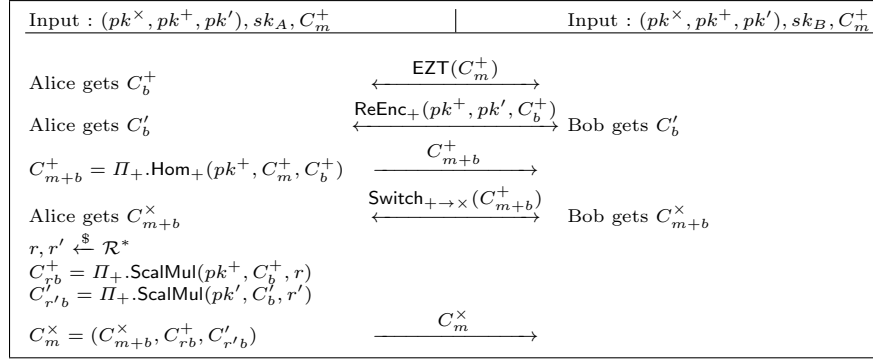 Input : (pk^×, pk^+, pk′), sk_A, C_m^+ Input : (pk^×, pk^+, pk′), sk_B, C_m^+
Alice gets C_b^+ EZT(C_m^+)
Alice gets C′_b ReEnc_+(pk^+, pk′, C_b^+) Bob gets C′_b
C_{m+b}^+ = Π_+.Hom_+(pk^+, C_m^+, C_b^+) C_{m+b}^+
Alice gets C_{m+b}^× Switch_{+→×}(C_{m+b}^+) Bob gets C_{m+b}^×
r, r′ ←$ R^*
C_{rb}^+ = Π_+.ScalMul(pk^+, C_b^+, r)
C′_{r′b} = Π_+.ScalMul(pk′, C′_b, r′)
C_m^× = (C_{m+b}^×, C_{rb}^+, C′_{r′b}) C_m^×